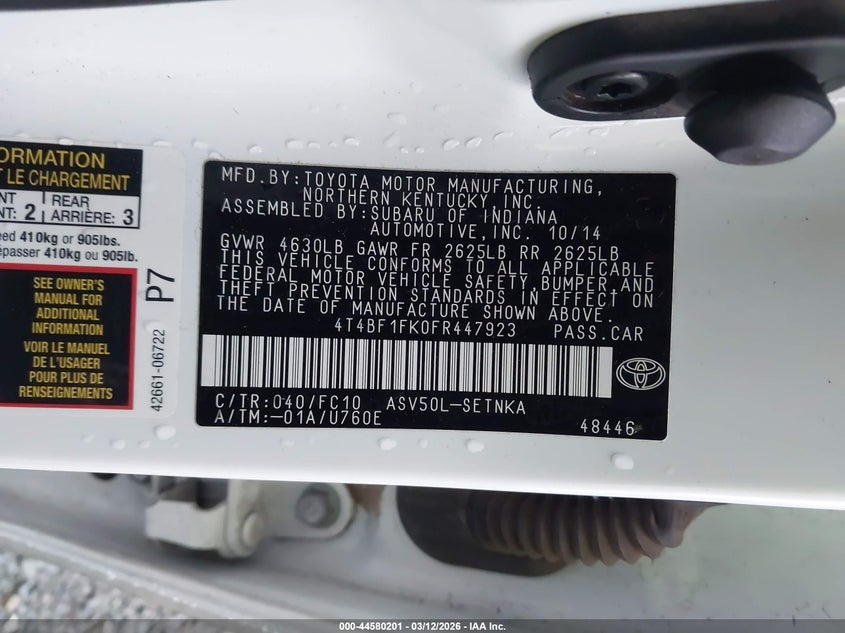 ORMATION
T LE CHARGEMENT
NT REAR
NT: 2 ARRIÈRE: 3
eed 410kg or 905lbs.
épasser 410kg ou 905lb.
SEE OWNER'S
MANUAL FOR
ADDITIONAL
INFORMATION
VOIR LE MANUEL
DE L'USAGER
POUR PLUS DE
RENSEIGNEMENTS
P7
42661-06722
MFD.BY:TOYOTA MOTOR MANUFACTURING,
NORTHERN KENTUCKY, INC.
ASSEMBLED BY:SUBARU OF INDIANA
AUTOMOTIVE,INC. 10/14
GVWR 4630LB GAWR FR 2625LB RR 2625LB
THIS VEHICLE CONFORMS TO ALL APPLICABLE
FEDERAL MOTOR VEHICLE SAFETY,BUMPER,AND
THEFT PREVENTION STANDARDS IN EFFECT ON
THE DATE OF MANUFACTURE SHOWN ABOVE.
4T4BF1FK0FR447923 PASS.CAR
C/TR:040/FC10 ASV50L-SETNKA
A/TM:-01A/U760E
48446
000-44580201 - 03/12/2026 - IAA Inc.